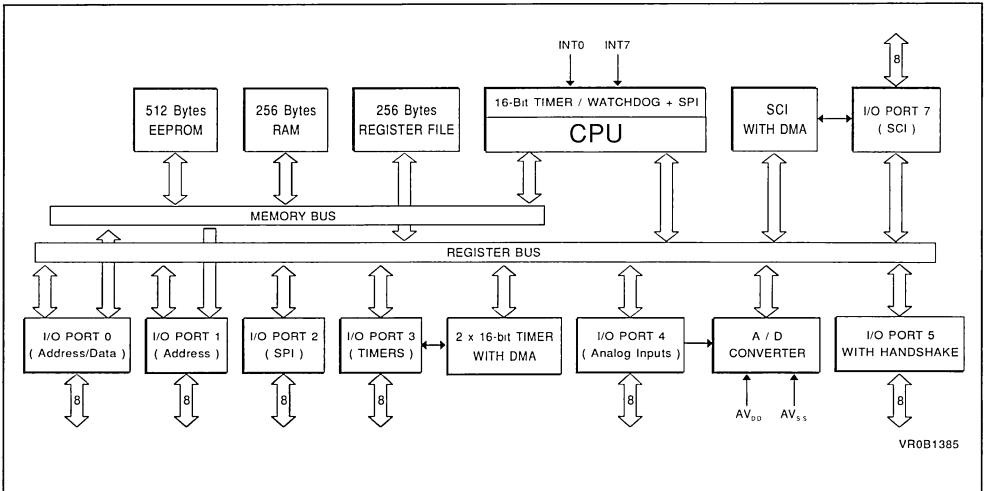 INT0 INT7
8
512 Bytes
EEPROM
256 Bytes
RAM
256 Bytes
REGISTER FILE
16-Bit TIMER / WATCHDOG + SPI
CPU
SCI
WITH DMA
I/O PORT 7
( SCI )
MEMORY BUS
REGISTER BUS
I/O PORT 0
( Address/Data )
I/O PORT 1
( Address )
I/O PORT 2
( SPI )
I/O PORT 3
( TIMERS )
2 x 16-bit TIMER
WITH DMA
I/O PORT 4
( Analog Inputs )
A / D
CONVERTER
I/O PORT 5
WITH HANDSHAKE
8 8 8 8 8 8
AVDD AVSS
VR0B1385